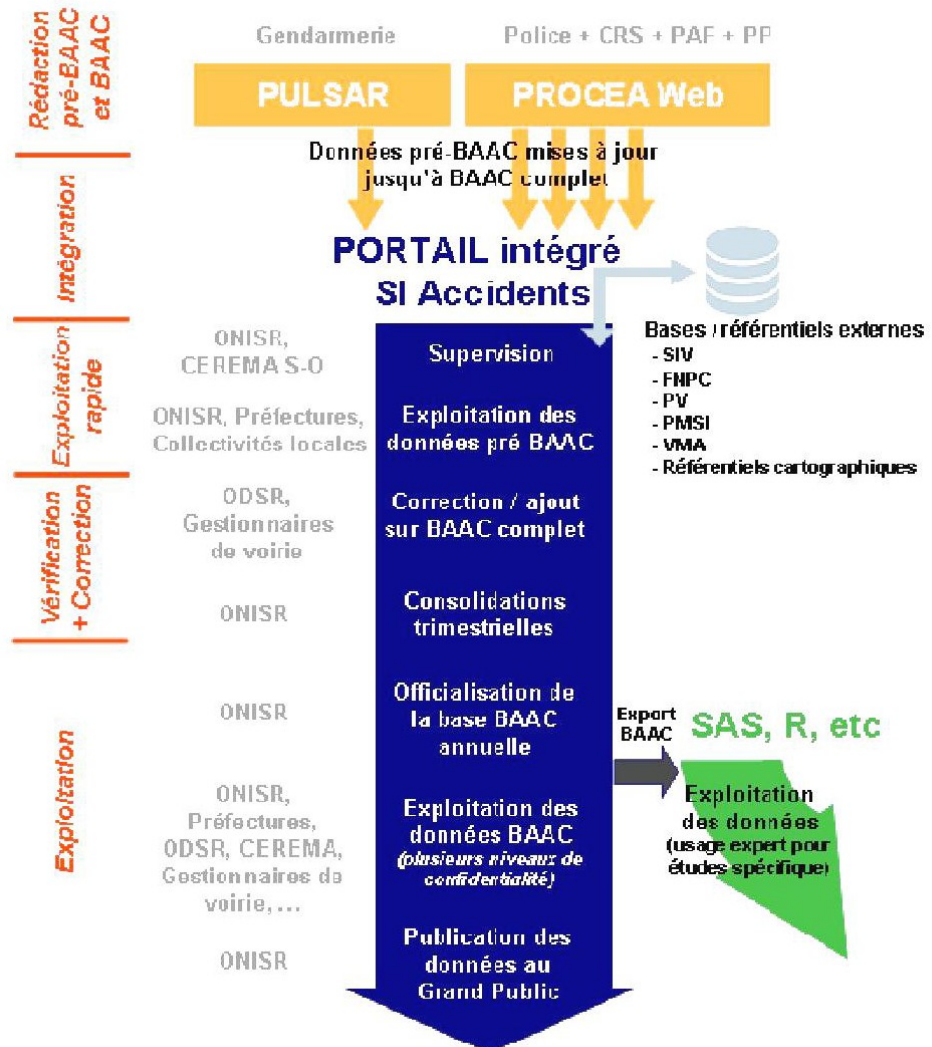 Rédaction
pré-BAAC
et BAAC
Gendarmerie
Police + CRS + PAF + PP
PULSAR
PROCEA Web
Données pré-BAAC mises à jour
jusqu'à BAAC complet
Intégration
PORTAIL intégré
SI Accidents
Bases / référentiels externes
- SIV
- FNPC
- PV
- PMSI
- VMA
- Référentiels cartographiques
Exploitation
rapide
ONISR,
CEREMA S-O
Supervision
ONISR, Préfectures,
Collectivités locales
Exploitation des
données pré BAAC
Vérification
+ Correction
ODSR,
Gestionnaires
de voirie
Correction / ajout
sur BAAC complet
ONISR
Consolidations
trimestrielles
Exploitation
ONISR
Officialisation de
la base BAAC
annuelle
Export
BAAC
SAS, R, etc
Exploitation
des données
(usage expert pour
études spécifique)
ONISR,
Préfectures,
ODSR, CEREMA,
Gestionnaires de
voirie, ...
Exploitation des
données BAAC
(plusieurs niveaux de
confidentialité)
ONISR
Publication des
données au
Grand Public